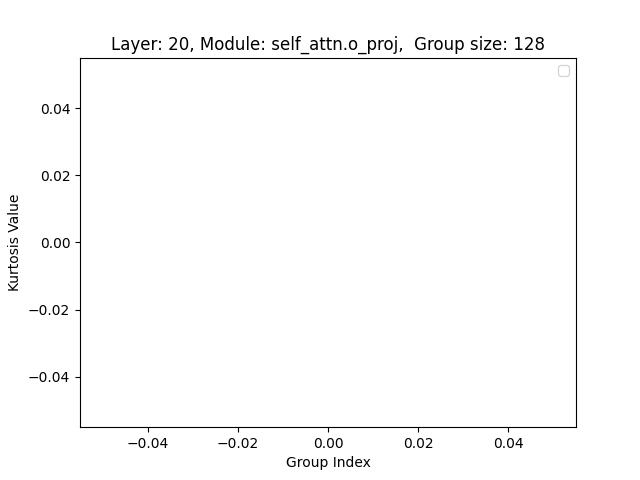 Layer: 20, Module: self_attn.o_proj,  Group size: 128
0.04
0.02
0.00
−0.02
−0.04
Kurtosis Value
−0.04 −0.02 0.00 0.02 0.04
Group Index